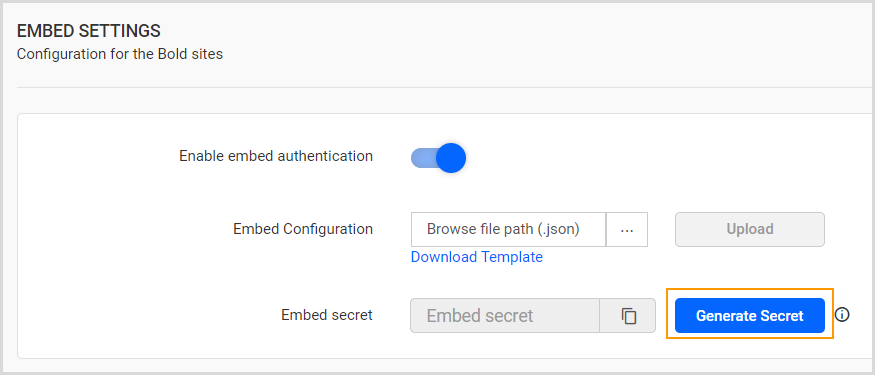 EMBED SETTINGS
Configuration for the Bold sites
Enable embed authentication
Embed Configuration Browse file path (.json) ... Upload
Download Template
Embed secret Embed secret Generate Secret